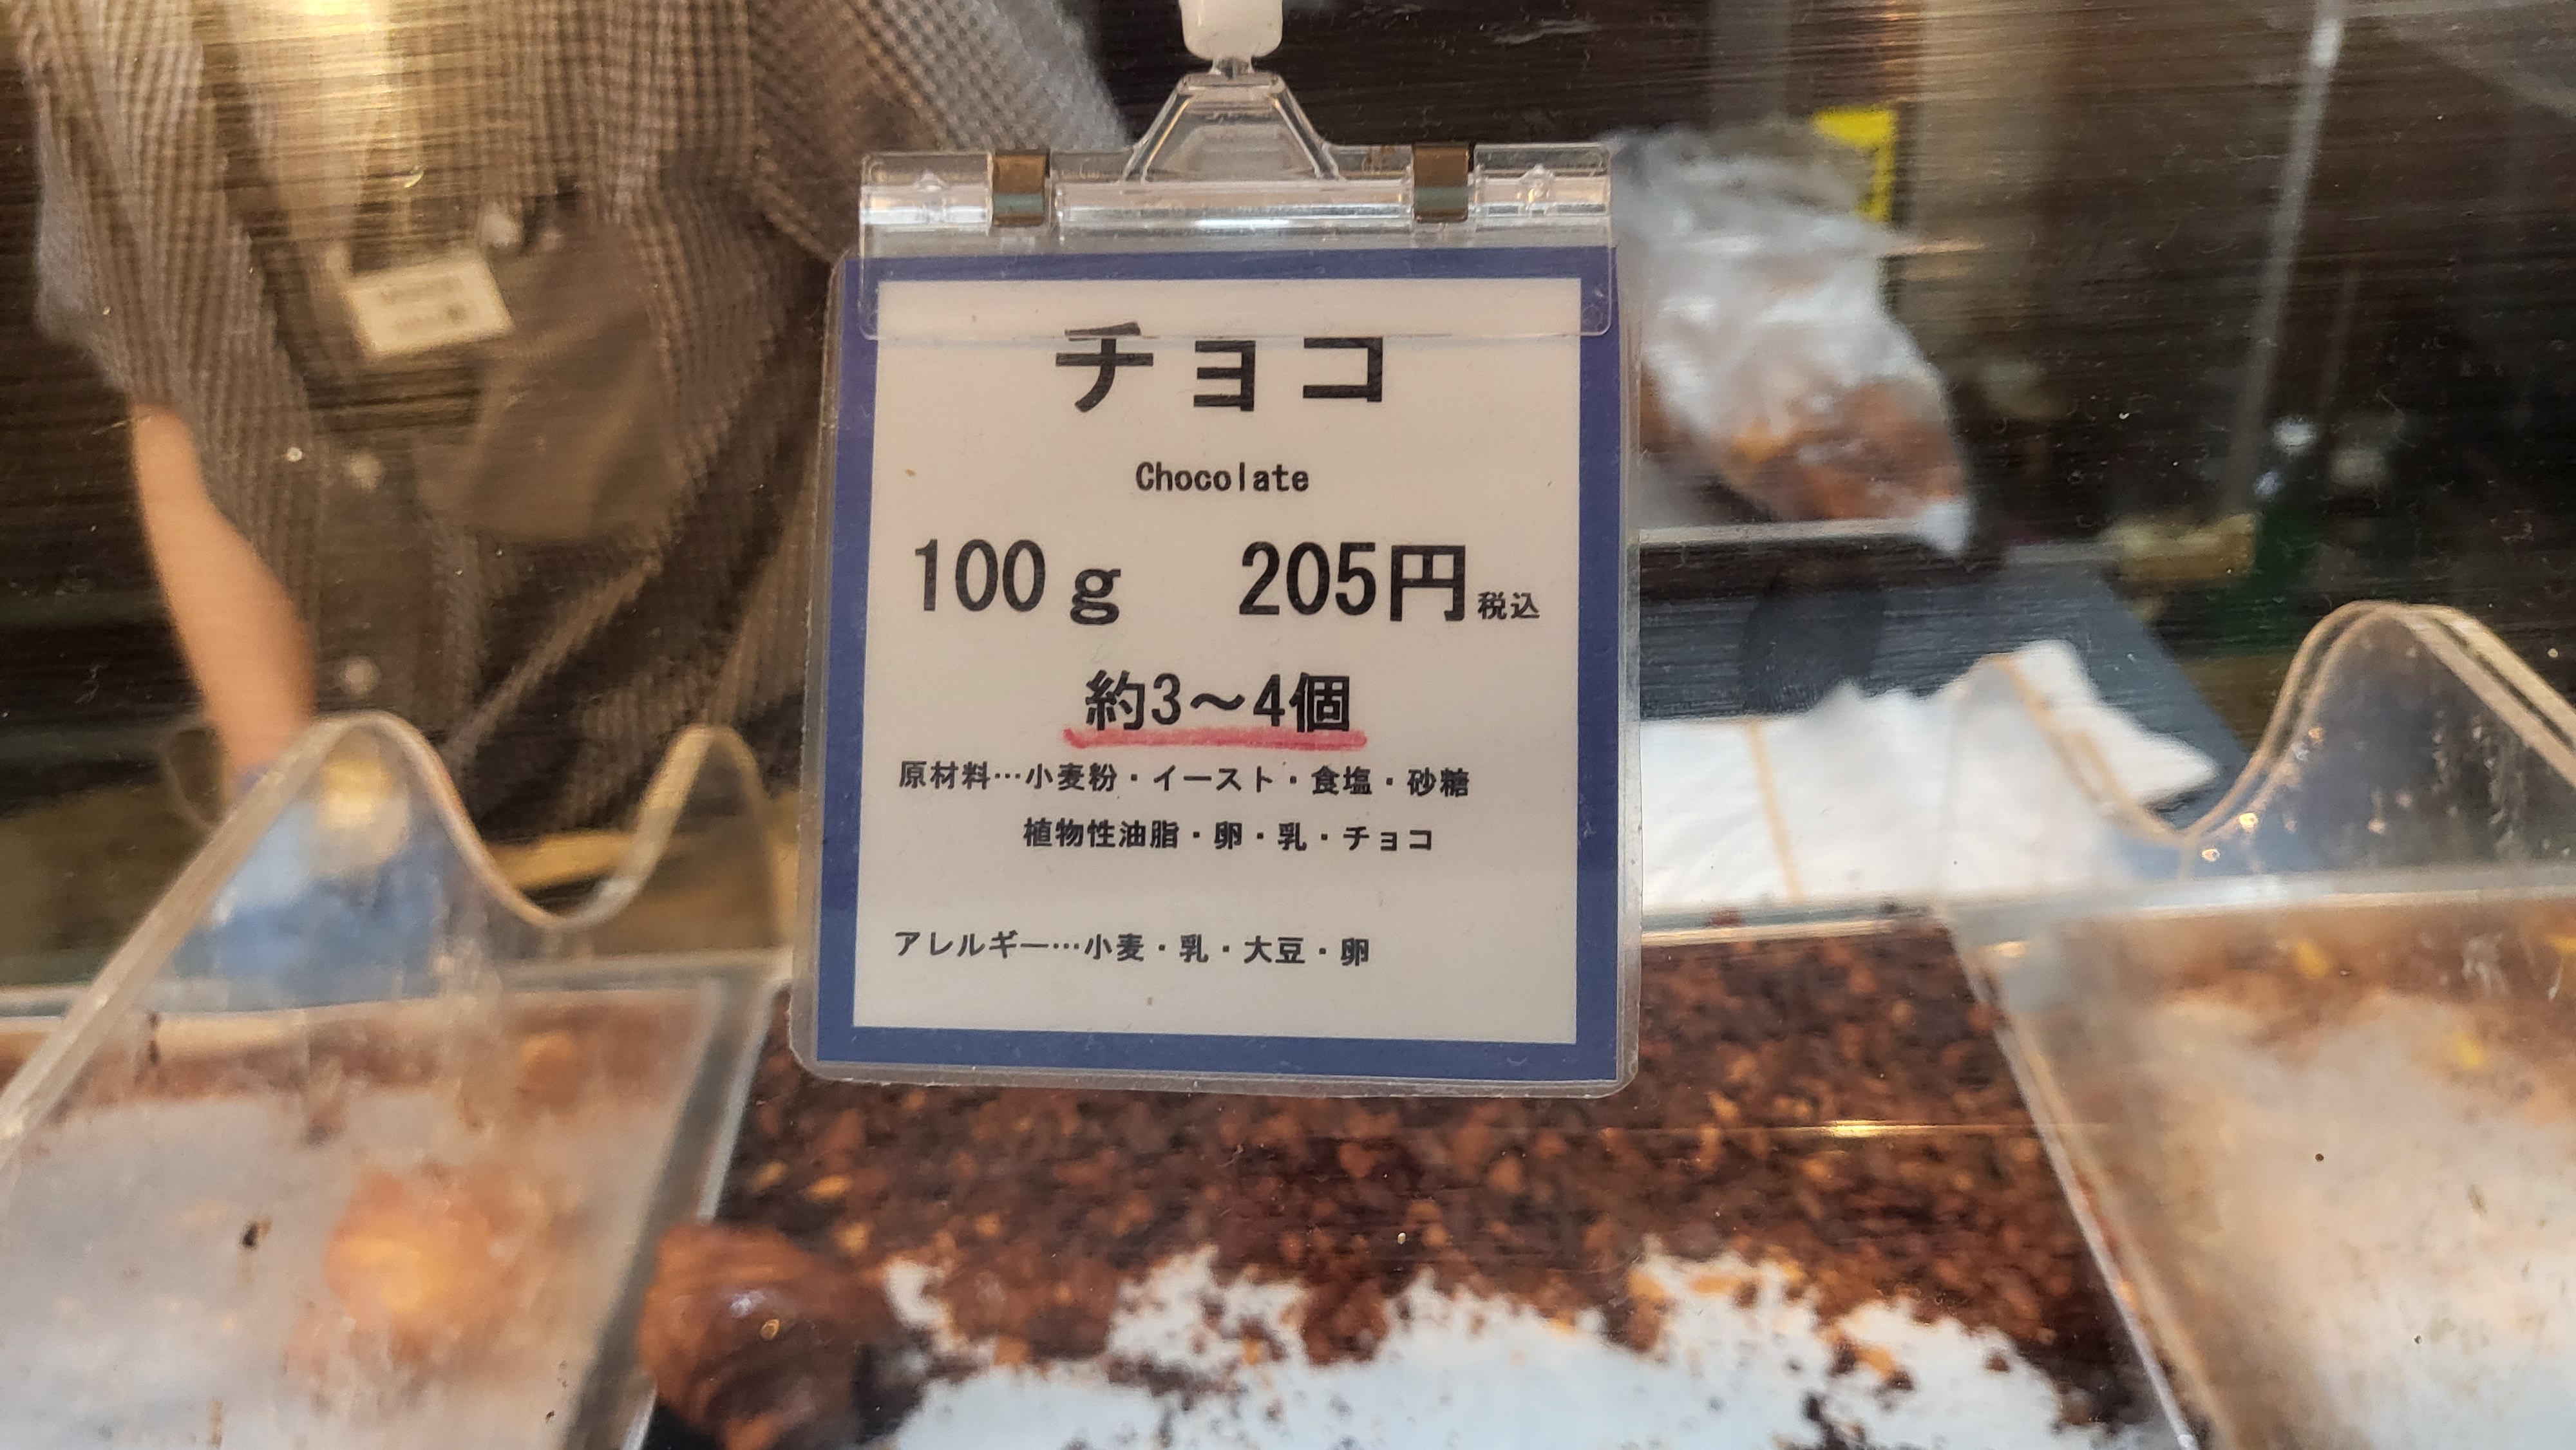 チョコ
Chocolate
100g 205円税込
約3～4個
原材料…小麦粉・イースト・食塩・砂糖
植物性油脂・卵・乳・チョコ
アレルギー…小麦・乳・大豆・卵